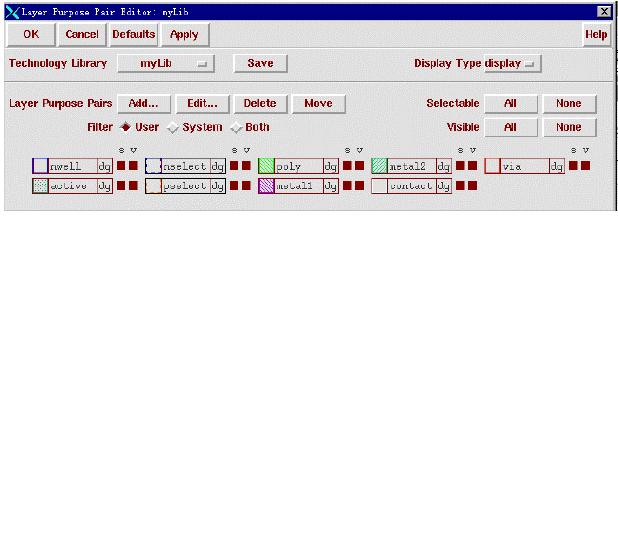 Layer Purpose Pair Editor: myLib
OK Cancel Defaults Apply Help
Technology Library myLib Save Display Type display
Layer Purpose Pairs Add... Edit... Delete Move Selectable All None
Filter User System Both Visible All None
s v s v s v s v s v
nwell dg nselect dg poly dg metal2 dg via dg
active dg pselect dg metal1 dg contact dg